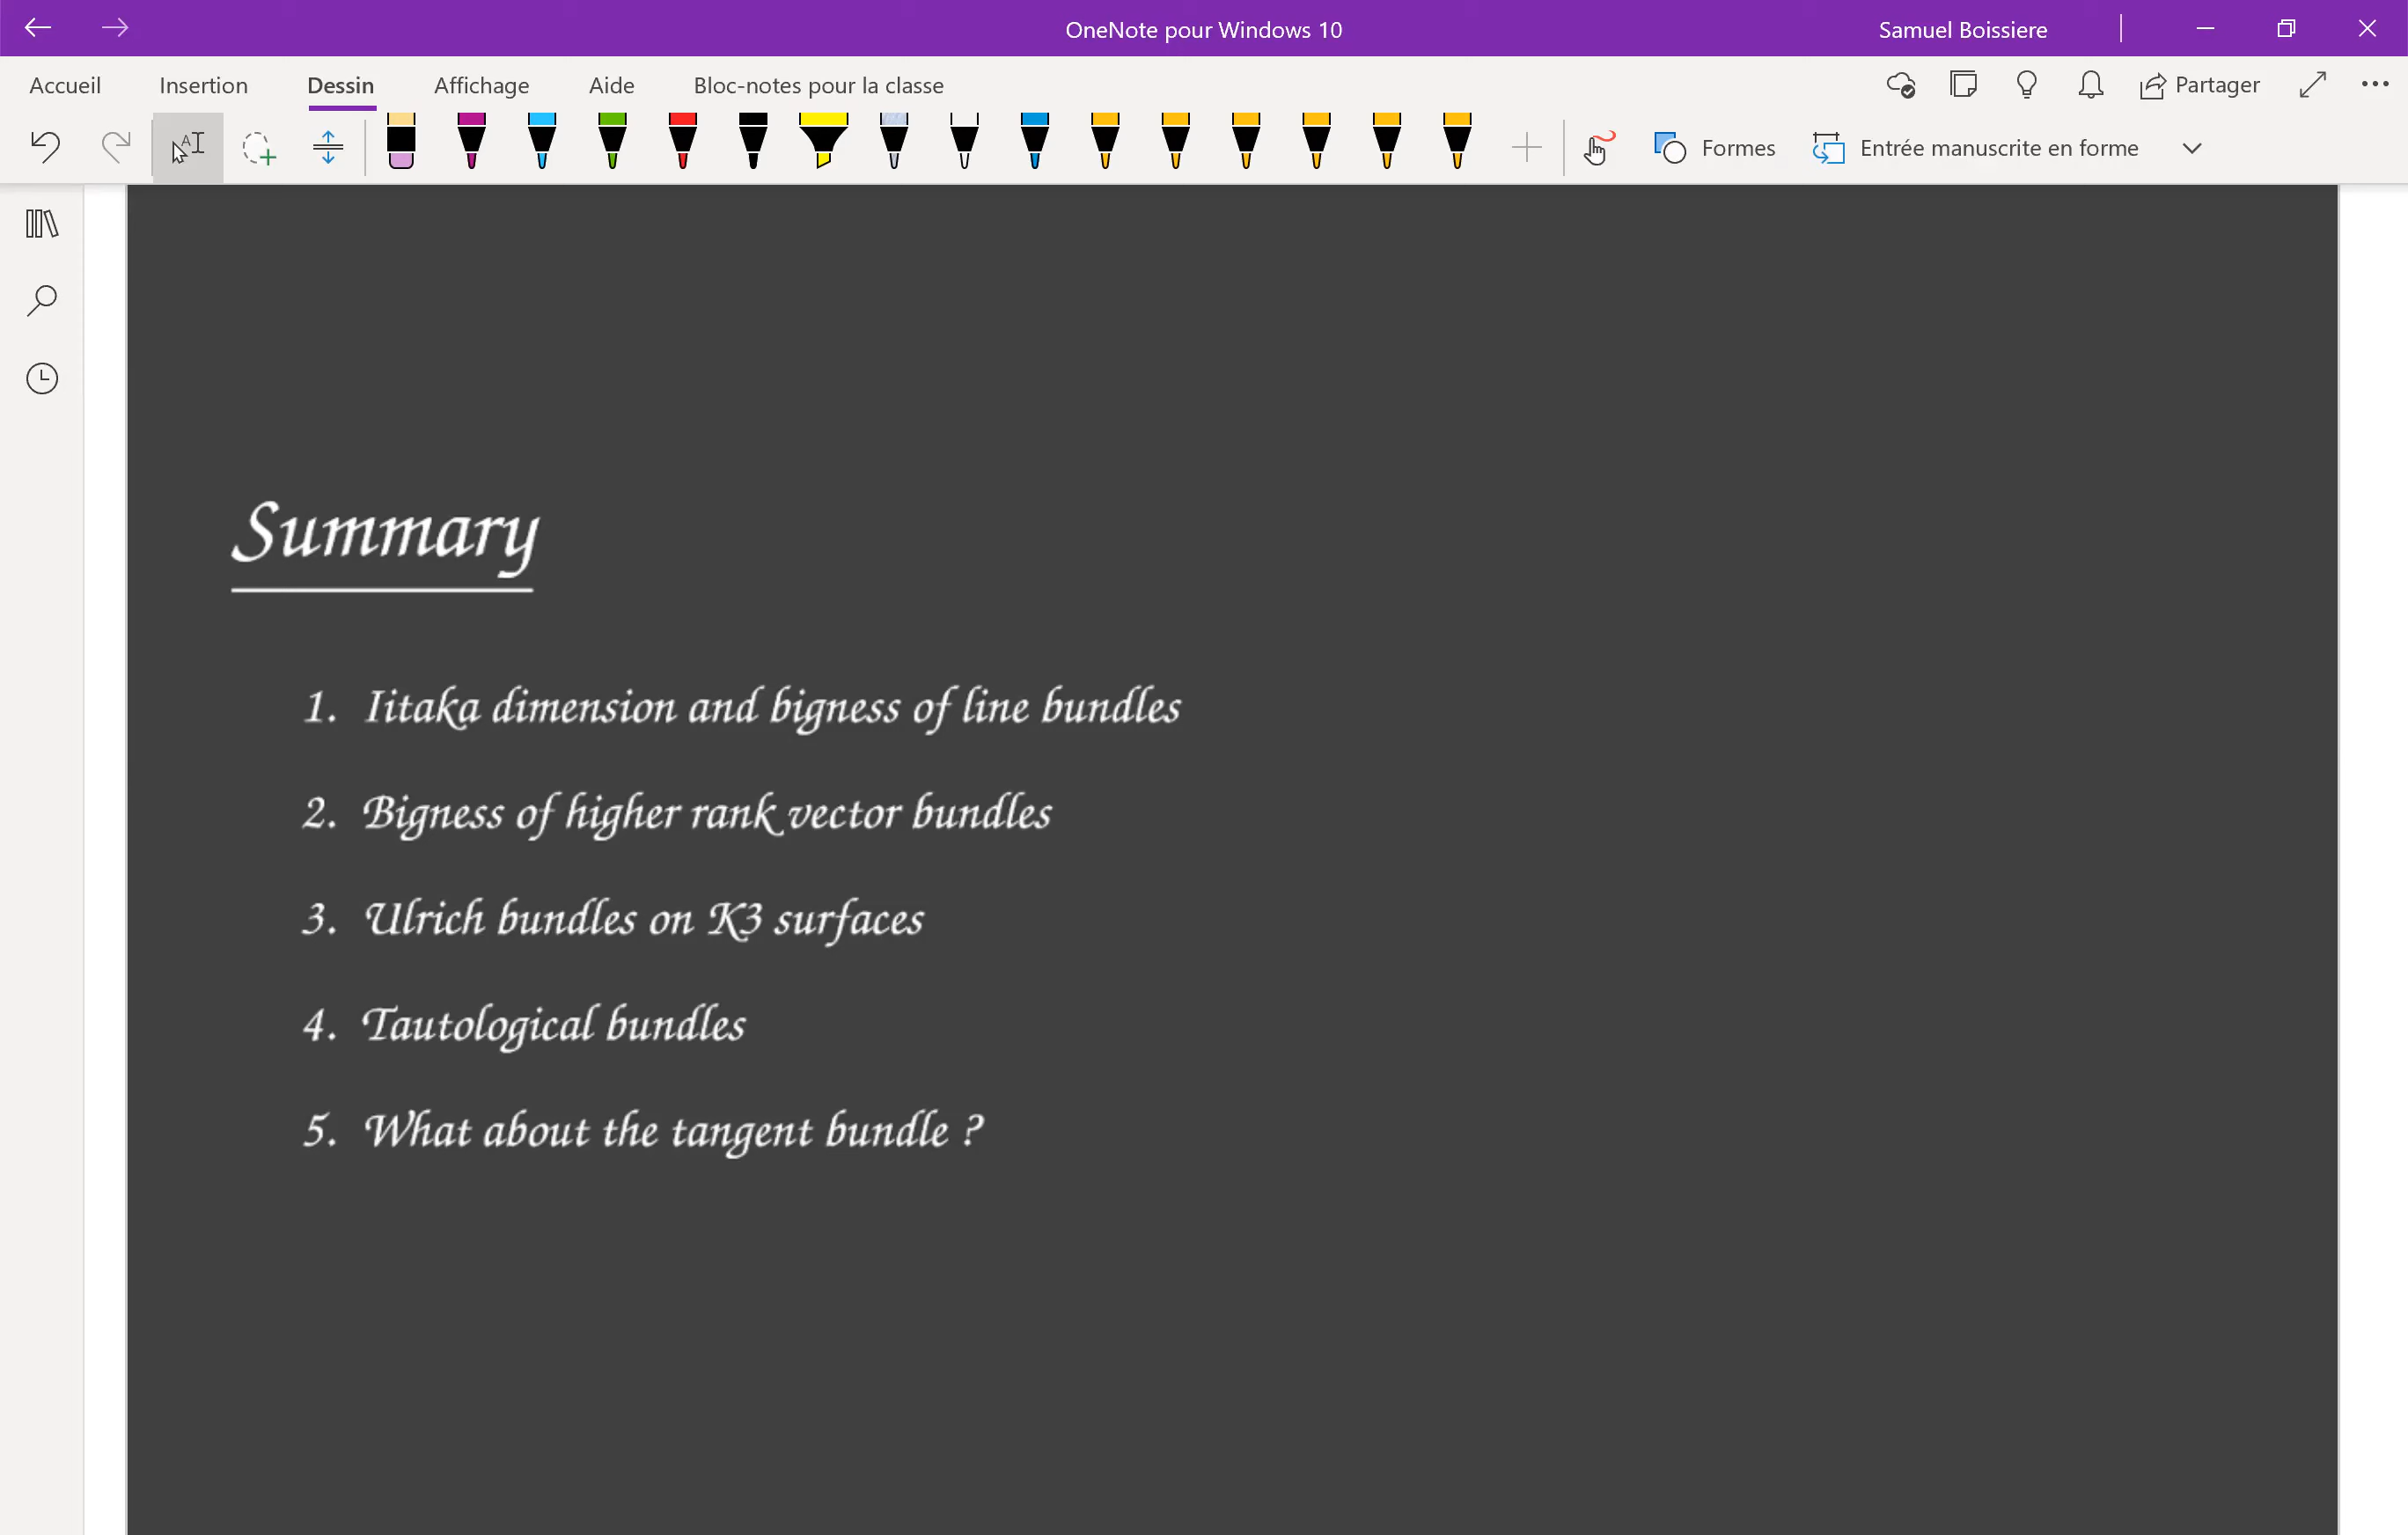 OneNote pour Windows 10
Samuel Boissiere
Accueil Insertion Dessin Affichage Aide Bloc-notes pour la classe Partager
Formes Entrée manuscrite en forme
Summary
1. Iitaka dimension and bigness of line bundles
2. Bigness of higher rank vector bundles
3. Ulrich bundles on K3 surfaces
4. Tautological bundles
5. What about the tangent bundle ?